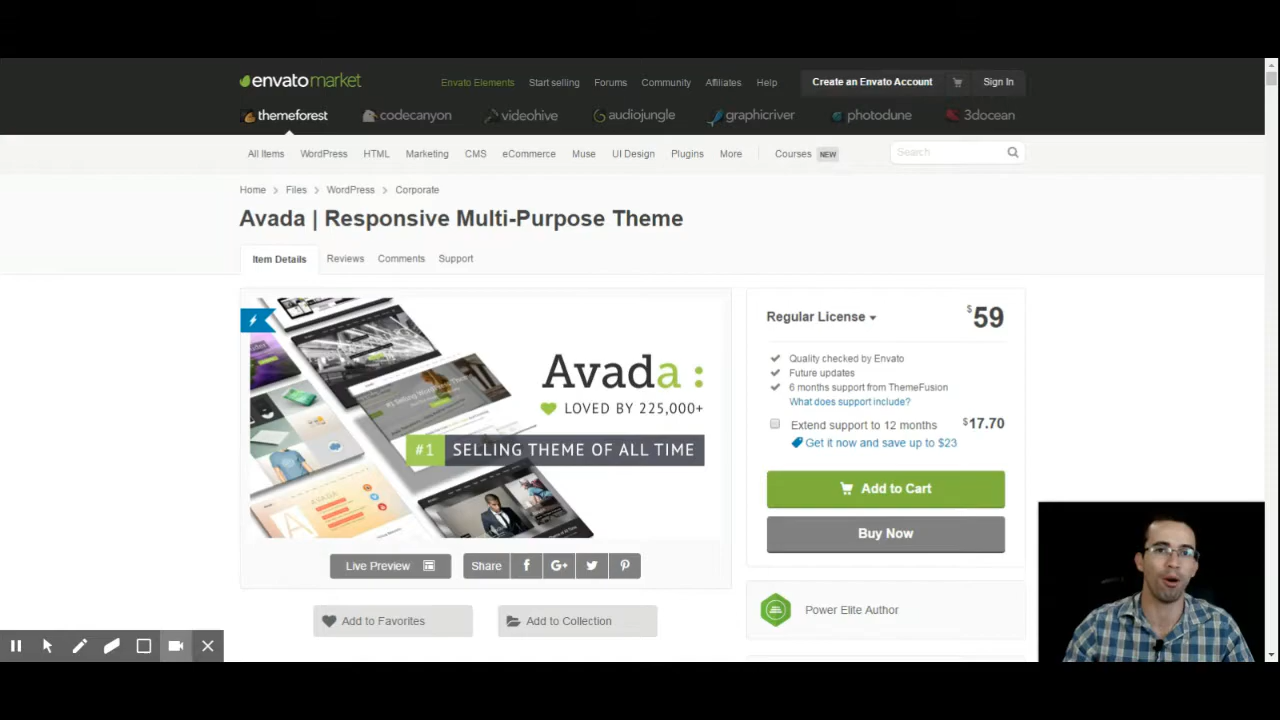 envatomarket
Envato Elements Start selling Forums Community Affiliates Help Create an Envato Account Sign In
themeforest codecanyon videohive audiojungle graphicriver photodune 3docean
All Items WordPress HTML Marketing CMS eCommerce Muse UI Design Plugins More Courses NEW Search
Home > Files > WordPress > Corporate
Avada | Responsive Multi-Purpose Theme
Item Details Reviews Comments Support
Avada :
LOVED BY 225,000+
#1 SELLING THEME OF ALL TIME
Live Preview Share f G+
Add to Favorites Add to Collection
Regular License $59
Quality checked by Envato
Future updates
6 months support from ThemeFusion
What does support include?
Extend support to 12 months $17.70
Get it now and save up to $23
Add to Cart
Buy Now
Power Elite Author